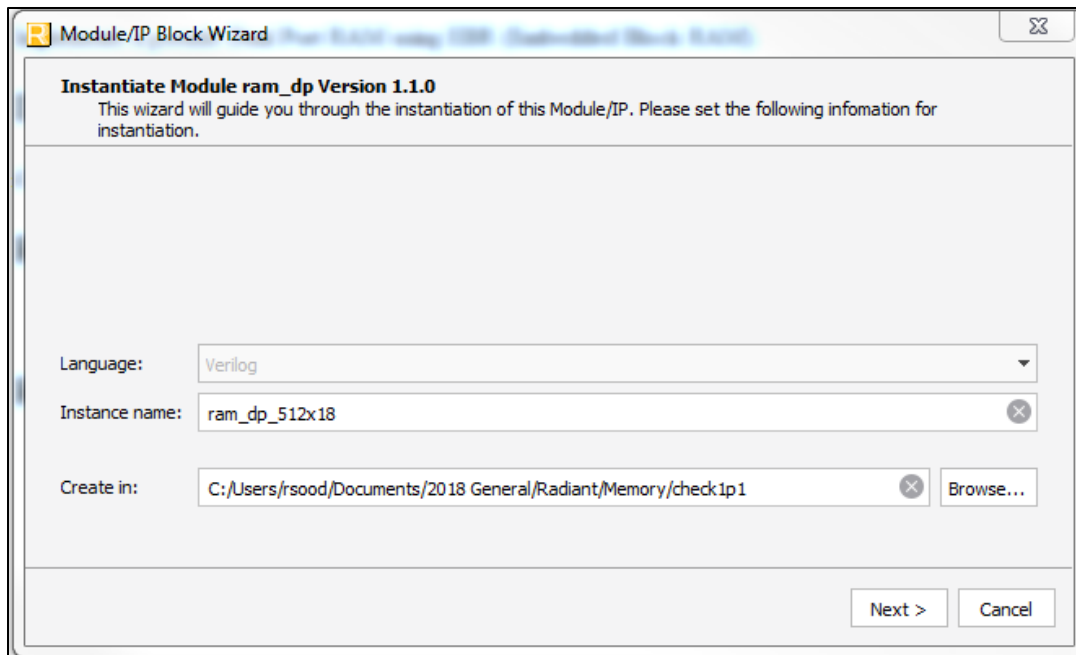 Module/IP Block Wizard
Instantiate Module ram_dp Version 1.1.0
This wizard will guide you through the instantiation of this Module/IP. Please set the following infomation for
instantiation.
Language: Verilog
Instance name: ram_dp_512x18
Create in: C:/Users/rsood/Documents/2018 General/Radiant/Memory/check1p1 Browse...
Next > Cancel